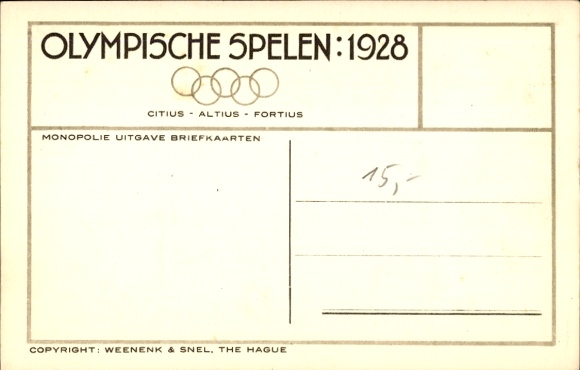 OLYMPISCHE SPELEN: 1928
CITIUS - ALTIUS - FORTIUS
MONOPOLIE UITGAVE BRIEFKAARTEN
15,-
COPYRIGHT: WEENENK & SNEL, THE HAGUE